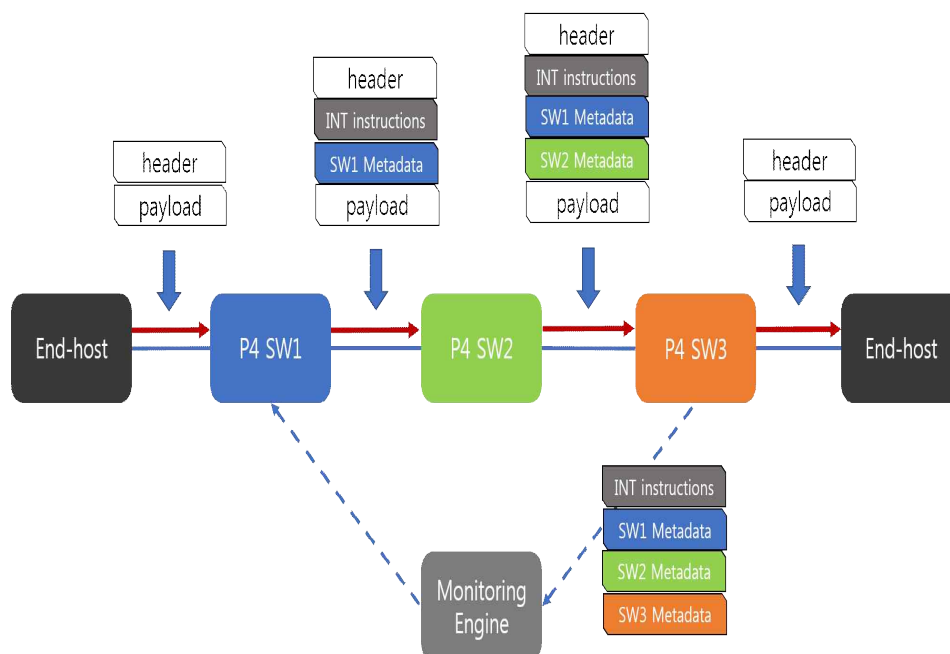 header
payload
header
INT instructions
SW1 Metadata
payload
header
INT instructions
SW1 Metadata
SW2 Metadata
payload
header
payload
End-host
P4 SW1
P4 SW2
P4 SW3
End-host
INT instructions
SW1 Metadata
SW2 Metadata
SW3 Metadata
Monitoring
Engine